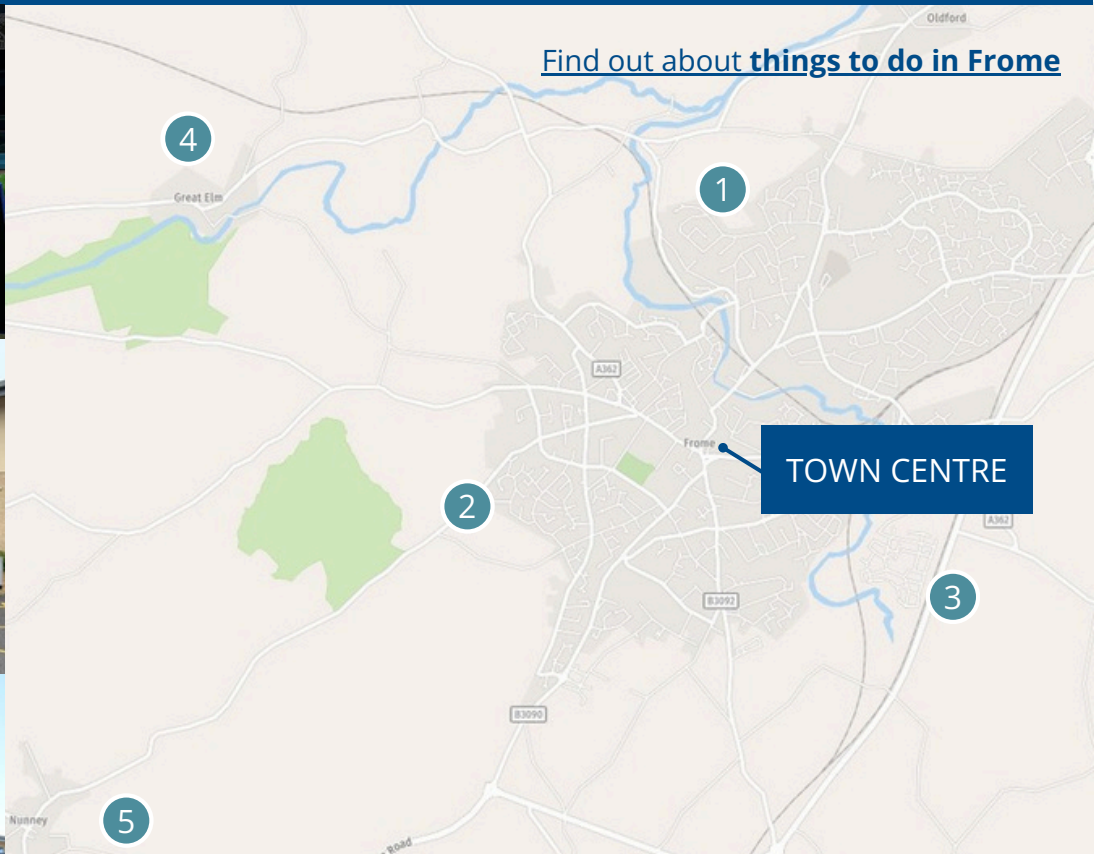 Oldford
Find out about things to do in Frome
4
Great Elm
1
A362
Frome
TOWN CENTRE
2
A362
3
B3092
B3090
Nunney
5
Road